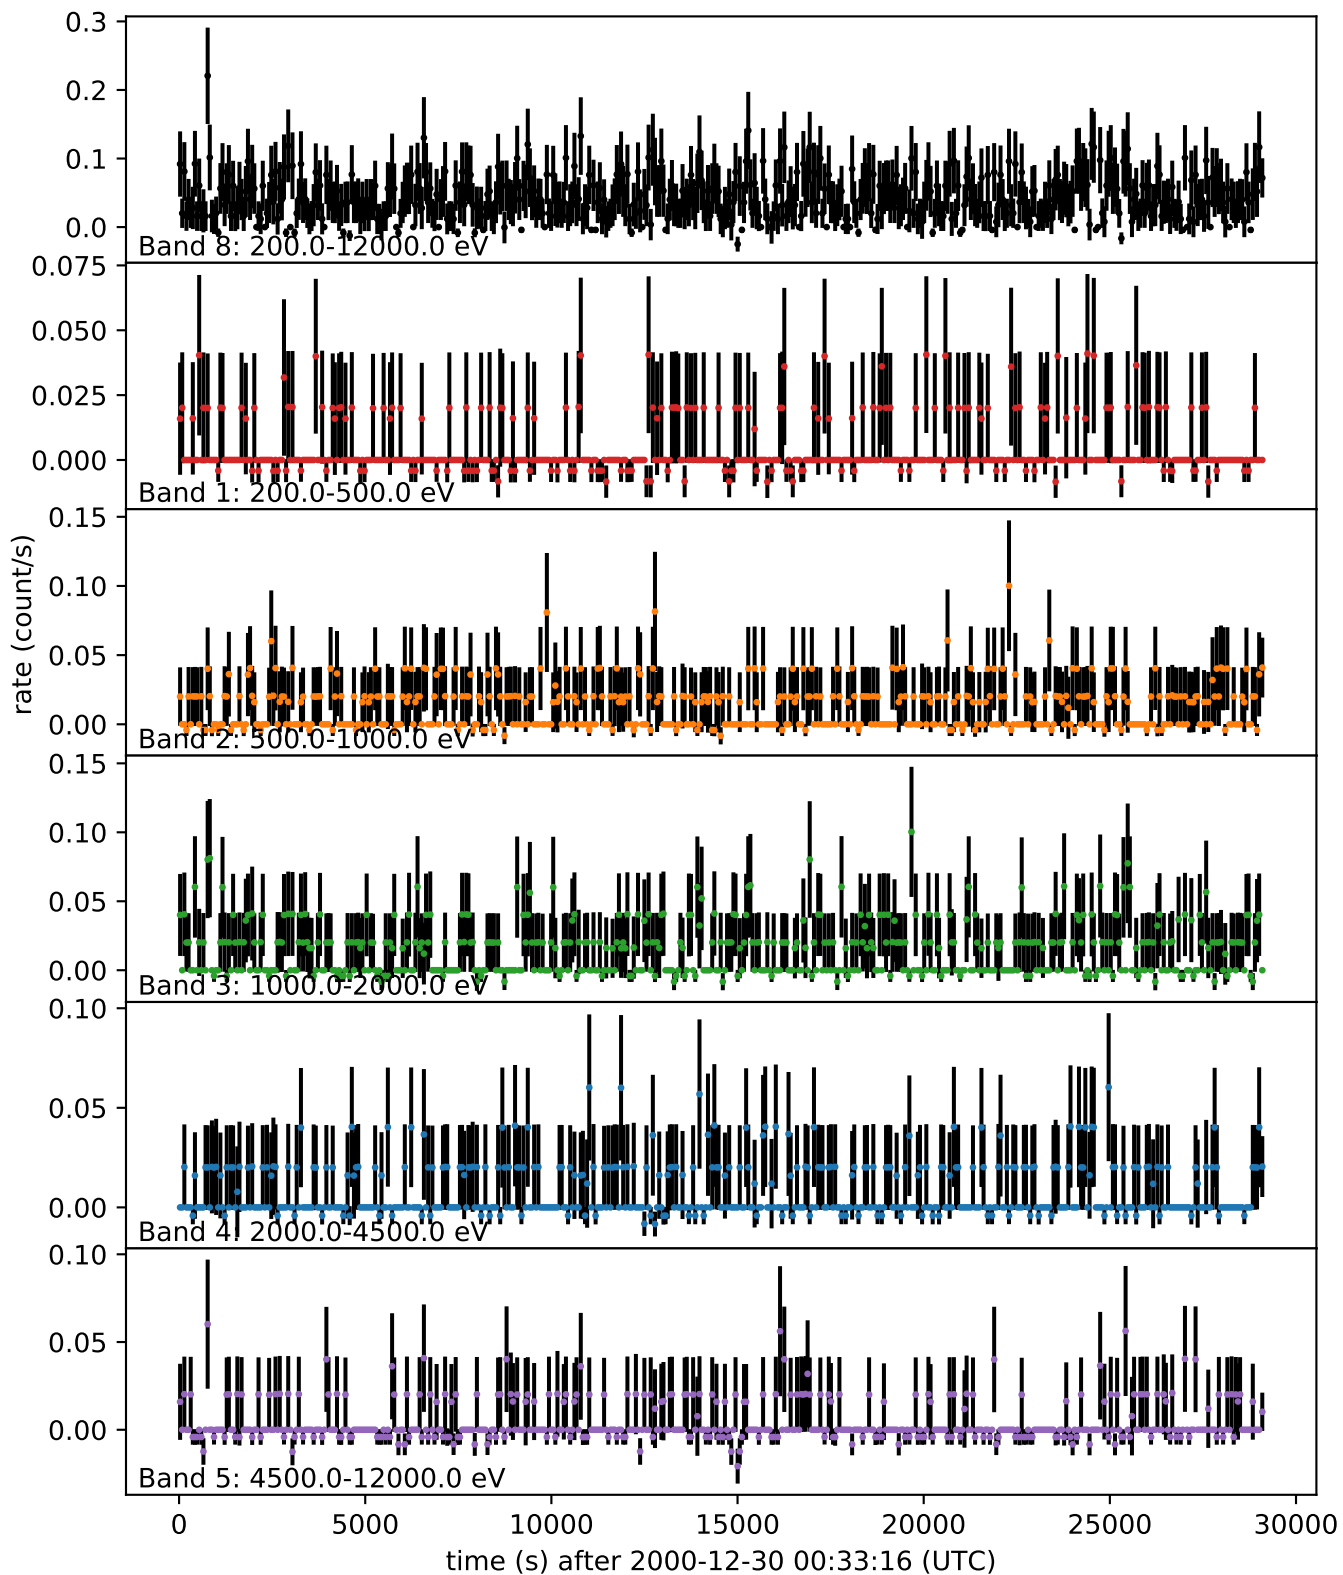 0.3
0.2
0.1
0.0
Band 8: 200.0-12000.0 eV
0.075
0.050
0.025
0.000
Band 1: 200.0-500.0 eV
0.15
0.10
0.05
0.00
Band 2: 500.0-1000.0 eV
rate (count/s)
0.15
0.10
0.05
0.00
Band 3: 1000.0-2000.0 eV
0.10
0.05
0.00
Band 4: 2000.0-4500.0 eV
0.10
0.05
0.00
Band 5: 4500.0-12000.0 eV
0 5000 10000 15000 20000 25000 30000
time (s) after 2000-12-30 00:33:16 (UTC)